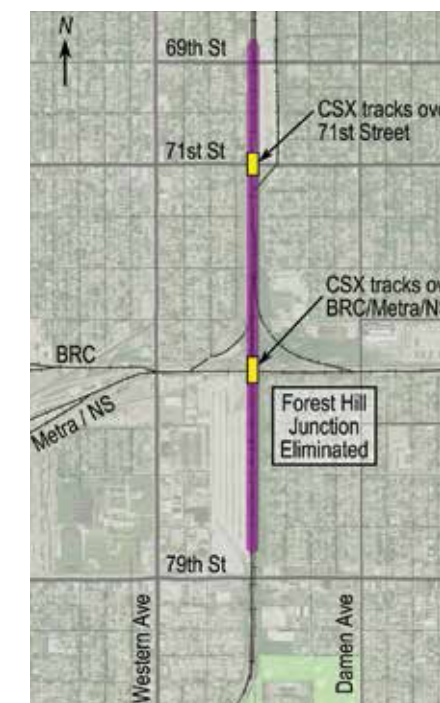 N
69th St
CSX tracks ov
71st Street
71st St
CSX tracks ov
BRC/Metra/N
BRC
Metra / NS
Forest Hill
Junction
Eliminated
79th St
Western Ave
Damen Ave